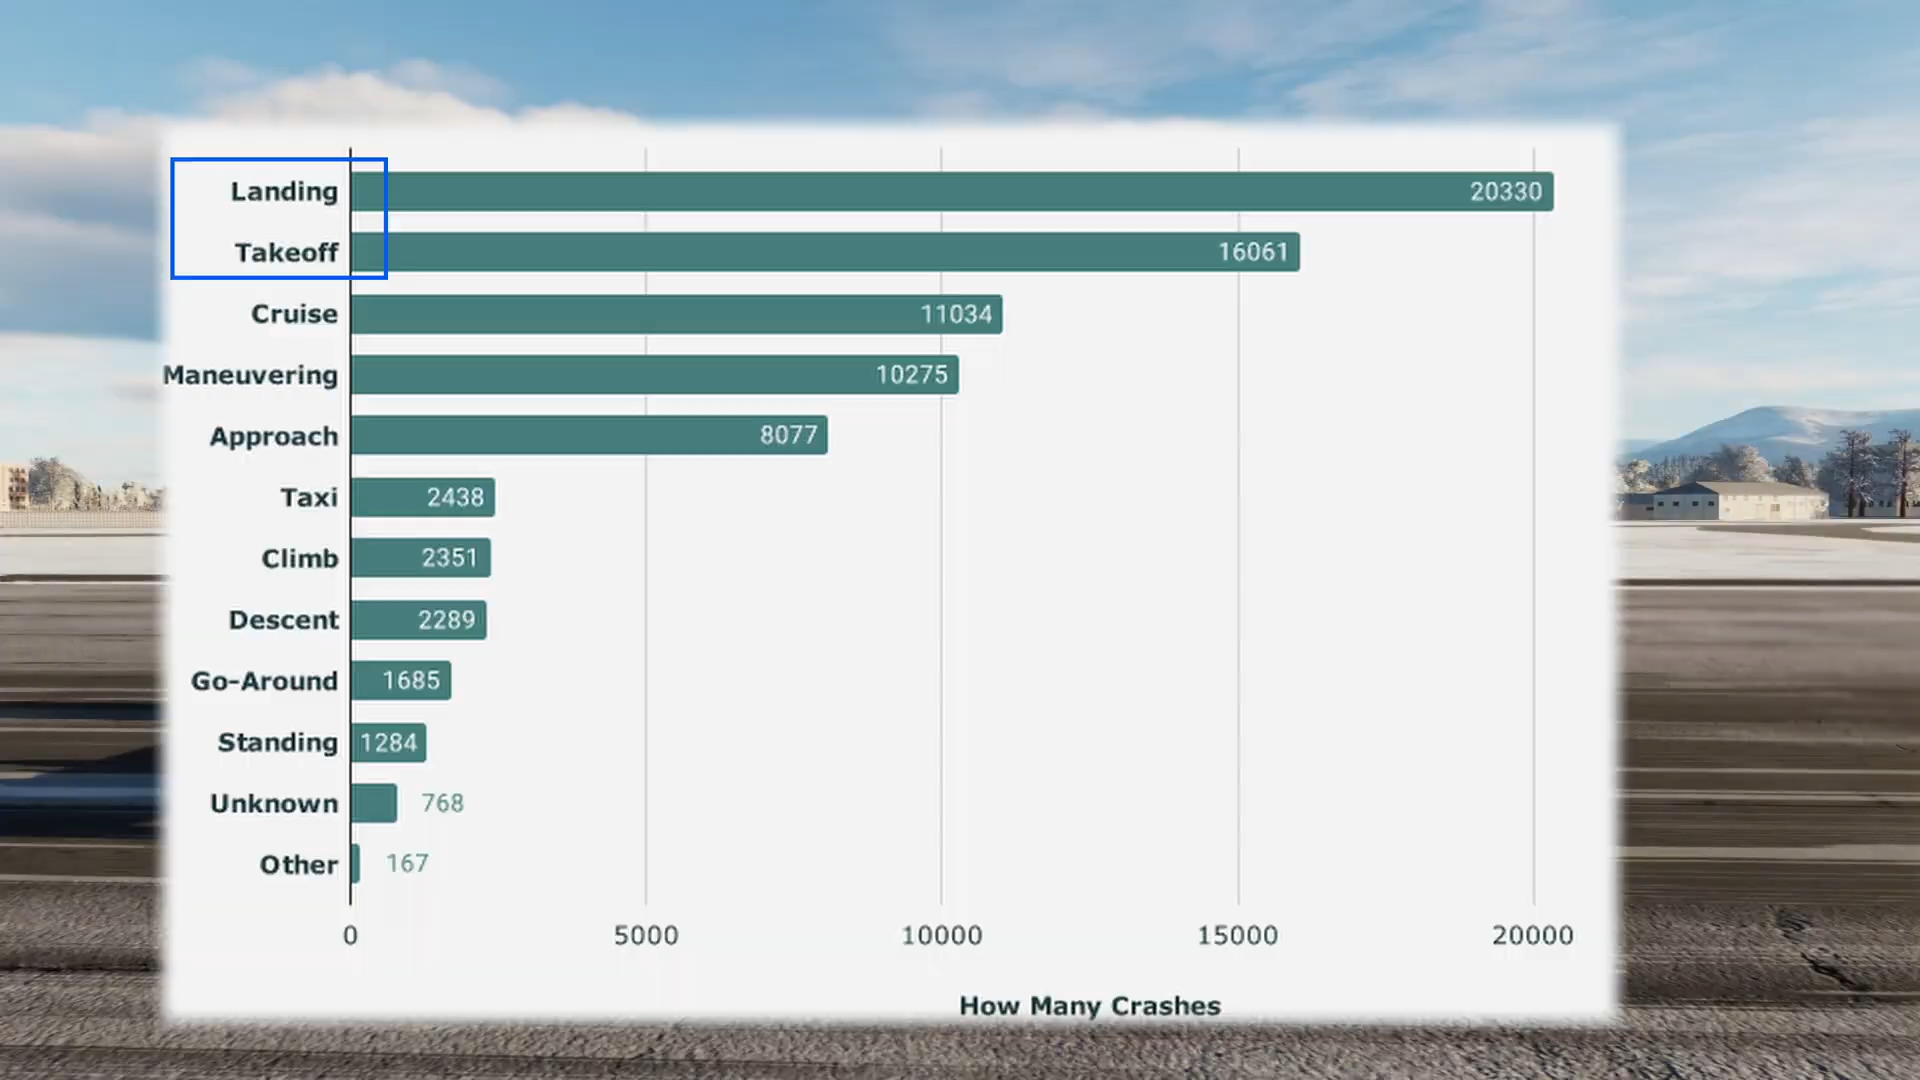 Landing 20330
Takeoff 16061
Cruise 11034
Maneuvering 10275
Approach 8077
Taxi 2438
Climb 2351
Descent 2289
Go-Around 1685
Standing 1284
Unknown 768
Other 167
0 5000 10000 15000 20000
How Many Crashes